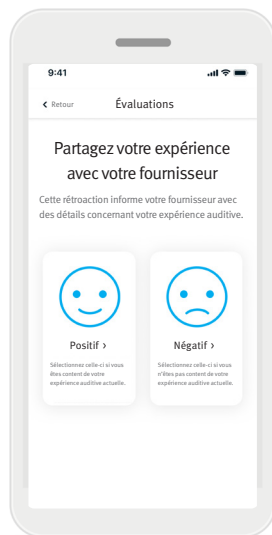 9:41
Retour
Évaluations
Partagez votre expérience
avec votre fournisseur
Cette rétroaction informe votre fournisseur avec
des détails concernant votre expérience auditive.
Positif ›
Sélectionnez celle-ci si vous
êtes content de votre
expérience auditive actuelle.
Négatif ›
Sélectionnez celle-ci si vous
n'êtes pas content de votre
expérience auditive actuelle.